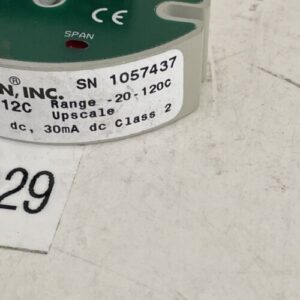 CE
SPAN
N, INC. SN 1057437
12C Range -20-120C
Upscale
dc, 30mA dc Class 2
29